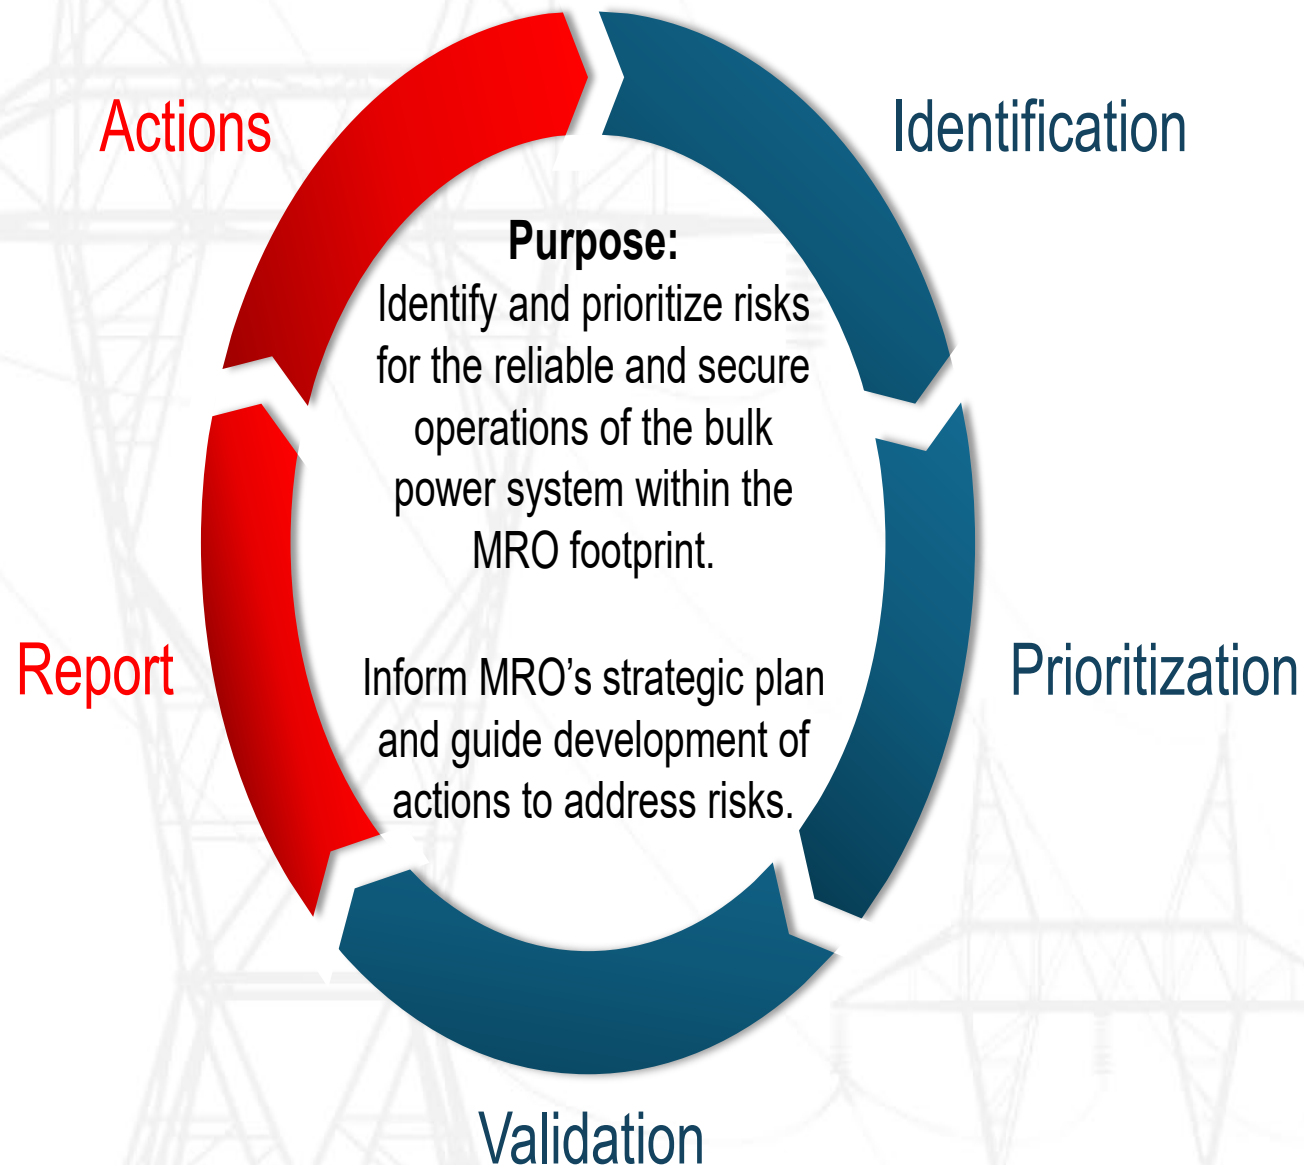 Actions
Identification
Purpose:
Identify and prioritize risks
for the reliable and secure
operations of the bulk
power system within the
MRO footprint.
Inform MRO’s strategic plan
and guide development of
actions to address risks.
Report
Prioritization
Validation